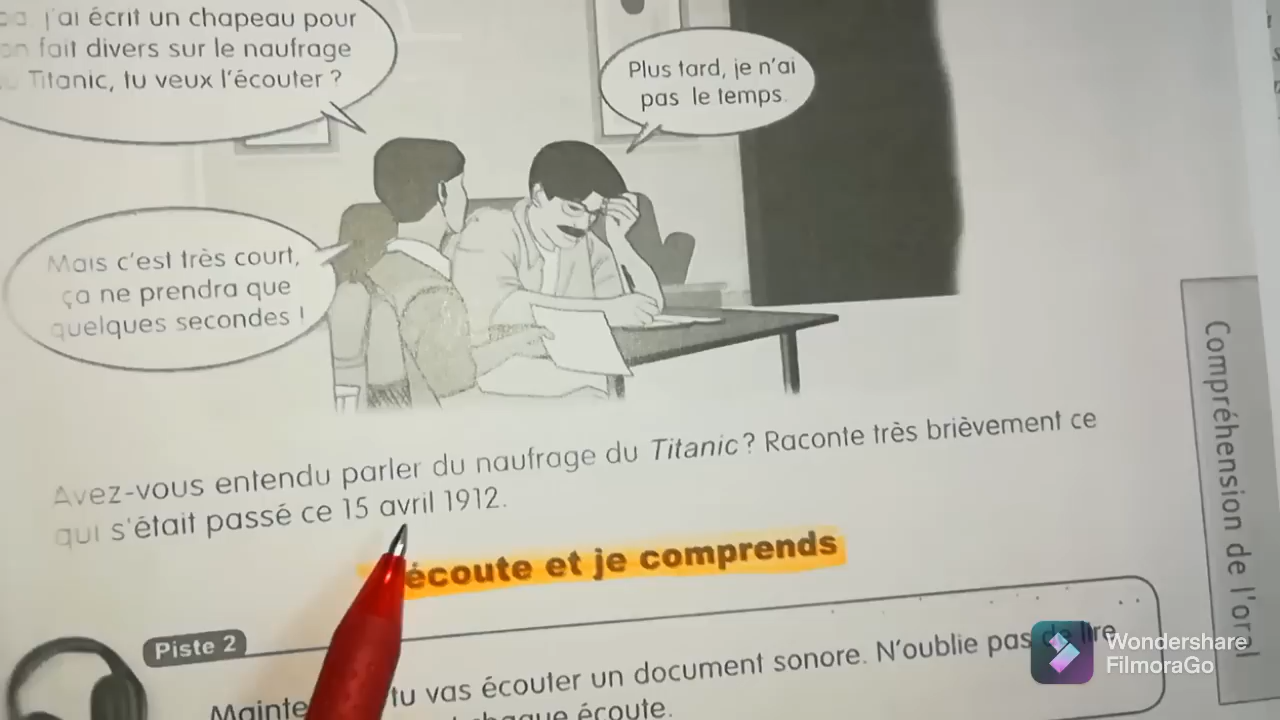 j'ai écrit un chapeau pour
fait divers sur le naufrage
Titanic, tu veux l'écouter ?
Plus tard, je n'ai
pas le temps.
Mais c'est très court,
ça ne prendra que
quelques secondes !
Avez-vous entendu parler du naufrage du Titanic ? Raconte très brièvement ce
qui s'était passé ce 15 avril 1912.
écoute et je comprends
Piste 2
tu vas écouter un document sonore. N'oublie pas de lire
chaque écoute.
Compréhension de l'oral
Wondershare
FilmoraGo